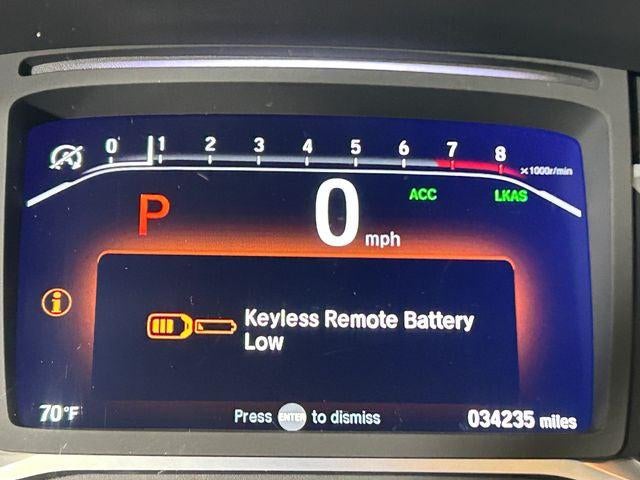 0 1 2 3 4 5 6 7 8
x1000r/min
P 0 mph ACC LKAS
i
Keyless Remote Battery
Low
70°F Press ENTER to dismiss 034235 miles